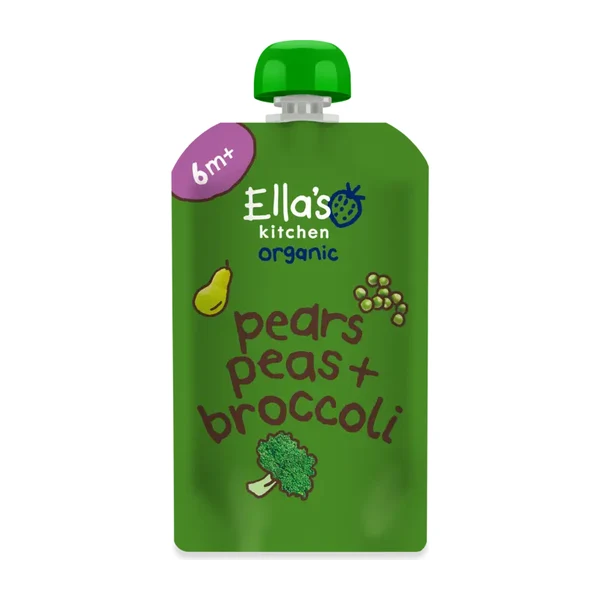 6m+
Ella's
kitchen
organic
pears
peas +
broccoli